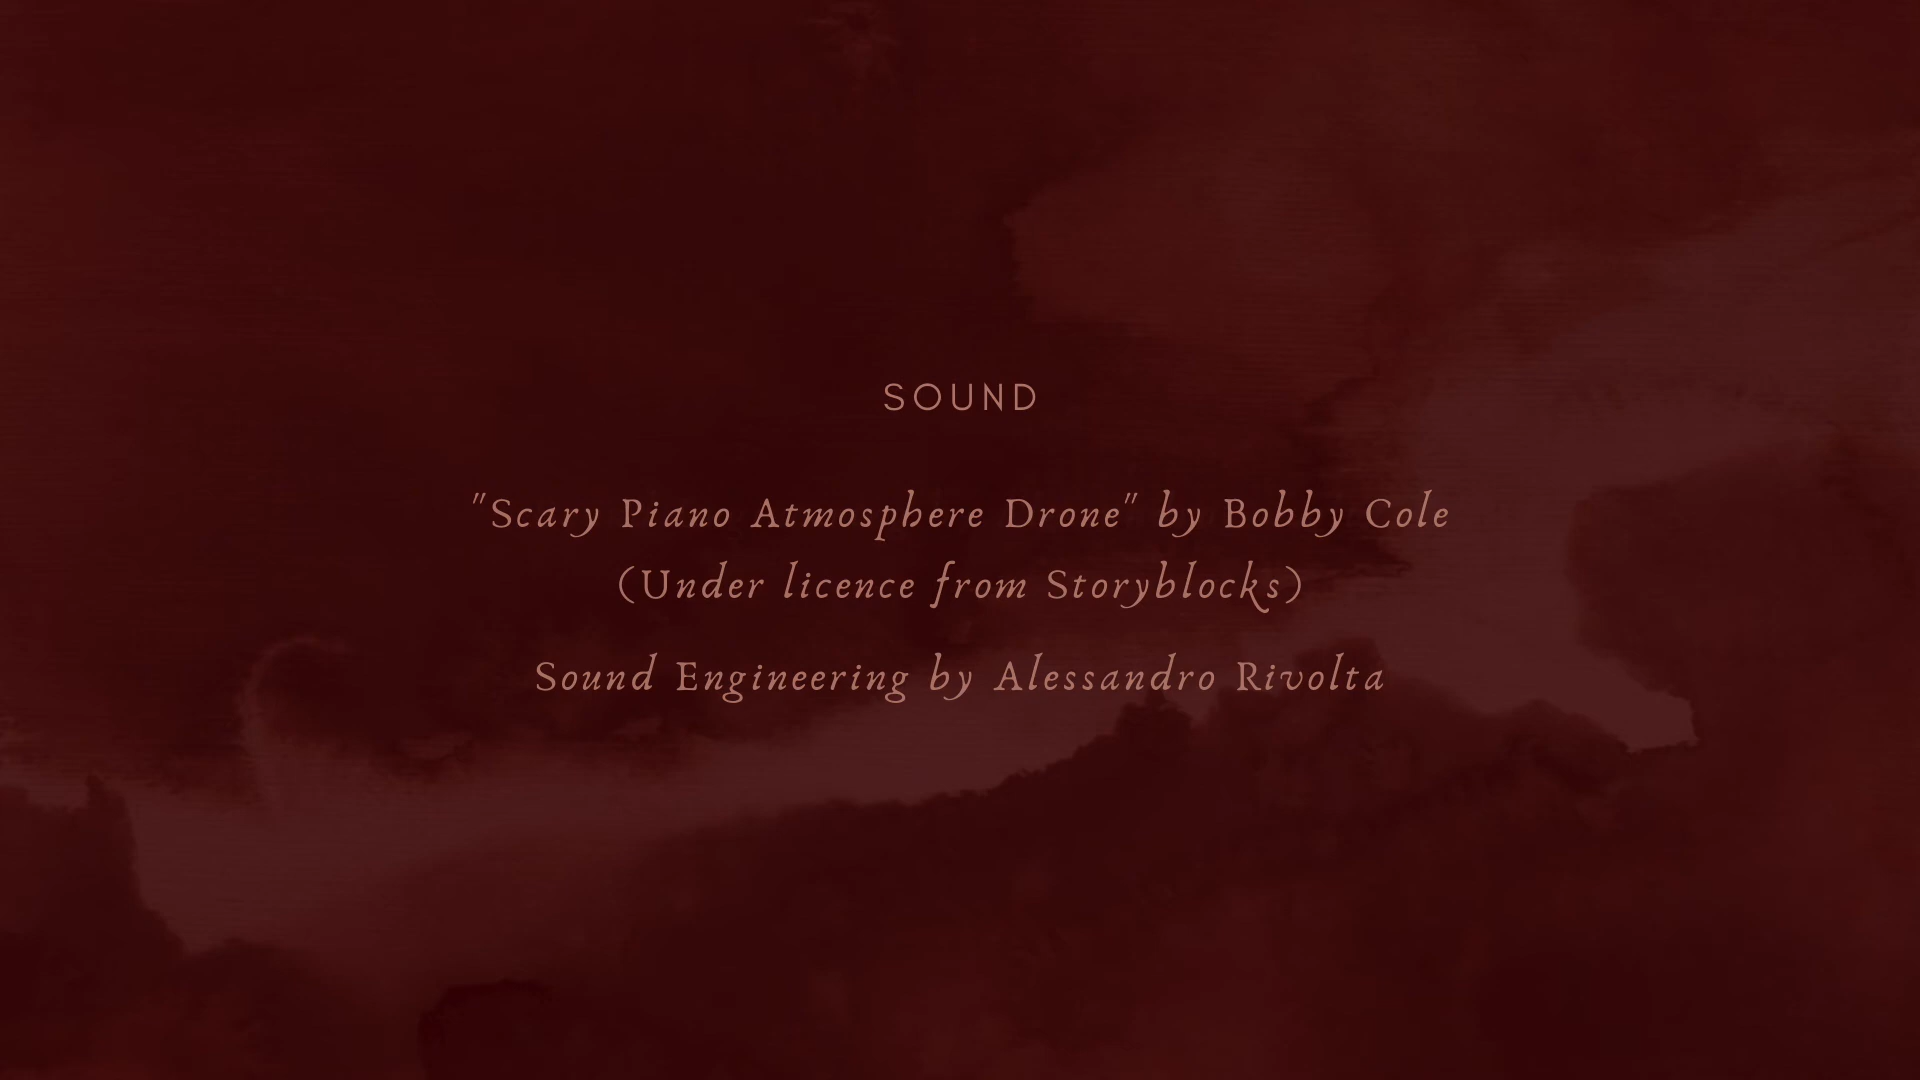 SOUND
"Scary Piano Atmosphere Drone" by Bobby Cole
(Under licence from Storyblocks)
Sound Engineering by Alessandro Rivolta